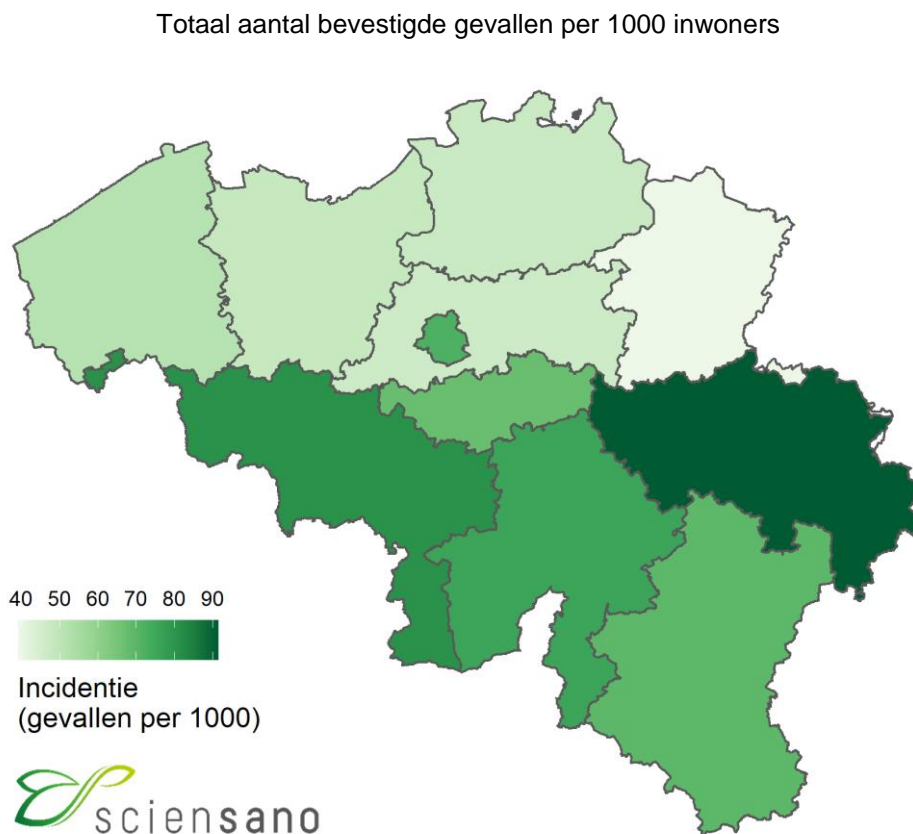 Totaal aantal bevestigde gevallen per 1000 inwoners
40 50 60 70 80 90
Incidentie
(gevallen per 1000)
sciensano